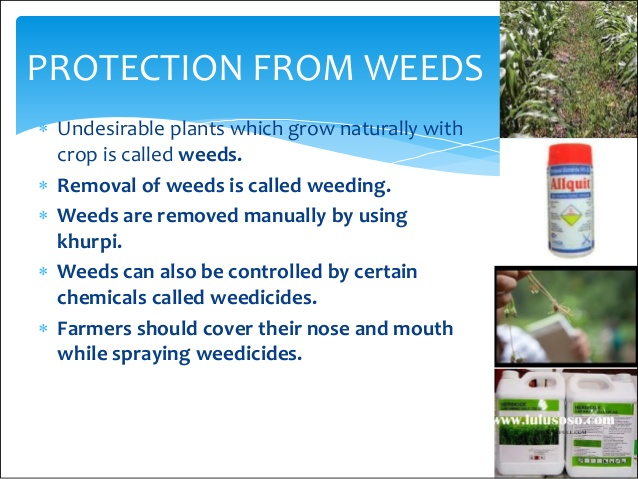 PROTECTION FROM WEEDS
* Undesirable plants which grow naturally with
crop is called weeds.
* Removal of weeds is called weeding.
* Weeds are removed manually by using
khurpi.
* Weeds can also be controlled by certain
chemicals called weedicides.
* Farmers should cover their nose and mouth
while spraying weedicides.
Allquit
HERBICIDE
HERBICIDE
www.lulusoso.com